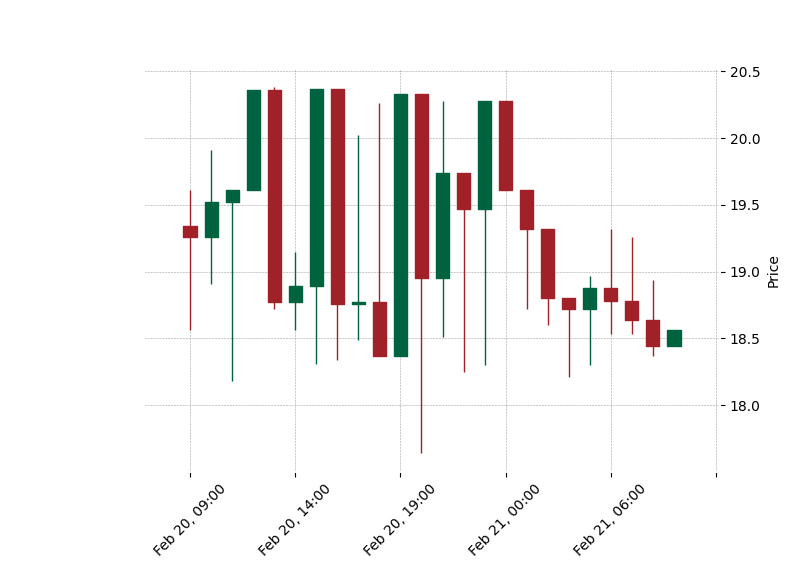 20.5
20.0
19.5
19.0
18.5
18.0
Price
Feb 20, 09:00
Feb 20, 14:00
Feb 20, 19:00
Feb 21, 00:00
Feb 21, 06:00